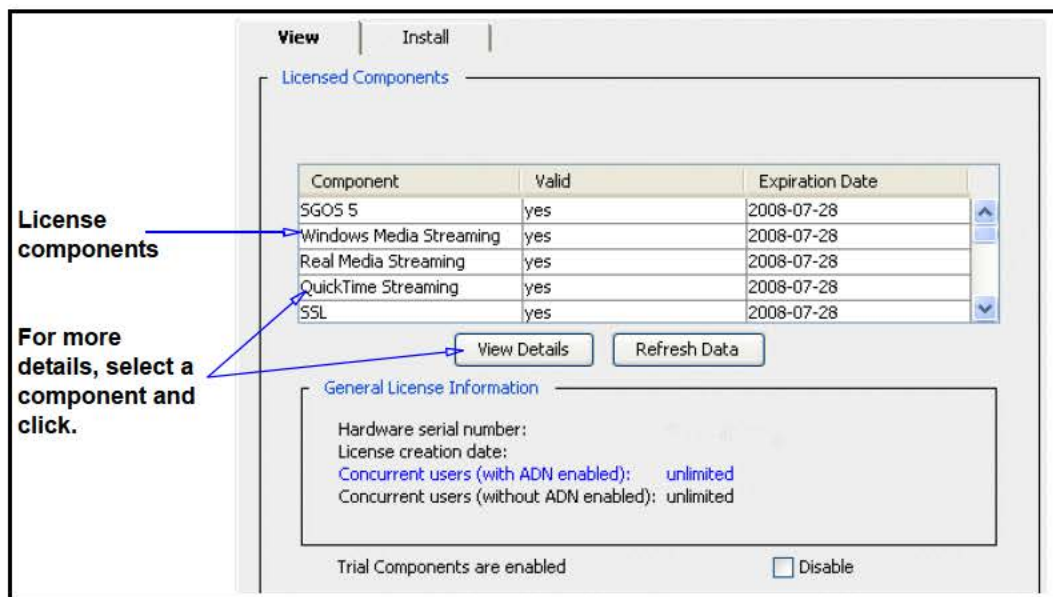 View Install
Licensed Components
Component Valid Expiration Date
SGOS 5 yes 2008-07-28
Windows Media Streaming yes 2008-07-28
Real Media Streaming yes 2008-07-28
QuickTime Streaming yes 2008-07-28
SSL yes 2008-07-28
License
components
For more
details, select a
component and
click.
View Details Refresh Data
General License Information
Hardware serial number:
License creation date:
Concurrent users (with ADN enabled): unlimited
Concurrent users (without ADN enabled): unlimited
Trial Components are enabled Disable